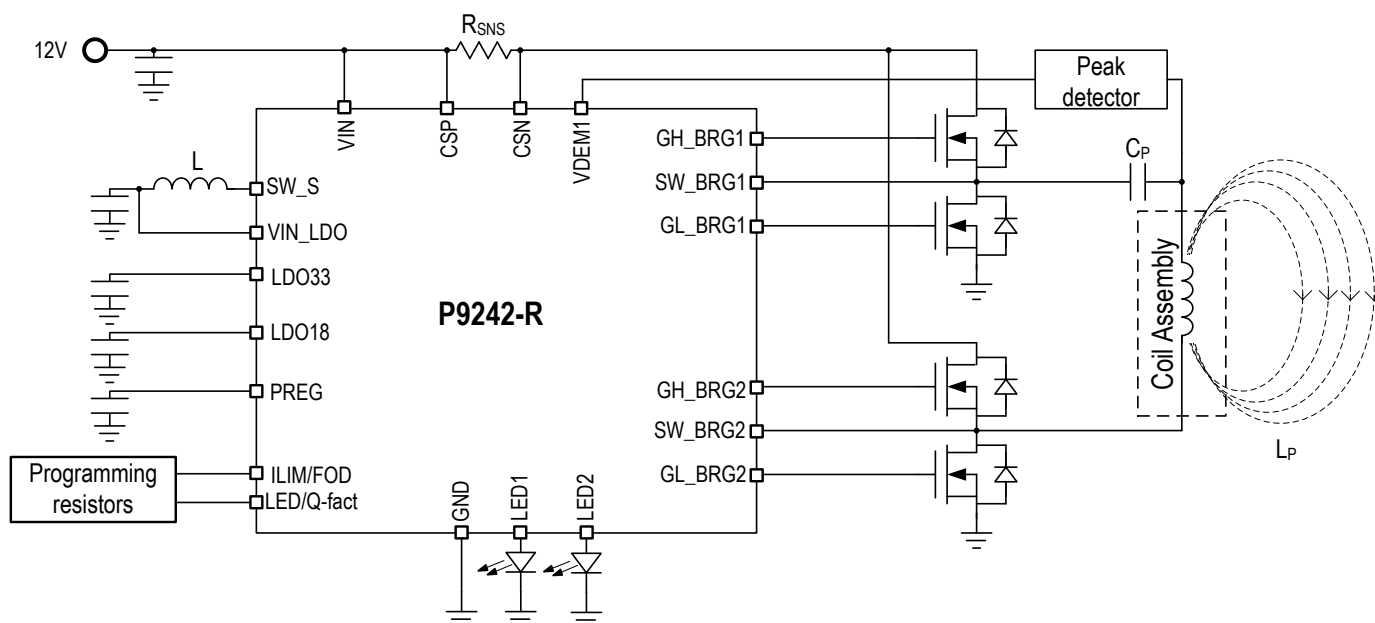 12V
RSNS
Peak
detector
VIN
CSP
CSN
VDEM1
GH_BRG1
CP
L
SW_S
SW_BRG1
VIN_LDO
GL_BRG1
LDO33
Coil Assembly
P9242-R
LDO18
PREG
GH_BRG2
SW_BRG2
LP
Programming
resistors
ILIM/FOD
GL_BRG2
LED/Q-fact
GND
LED1
LED2